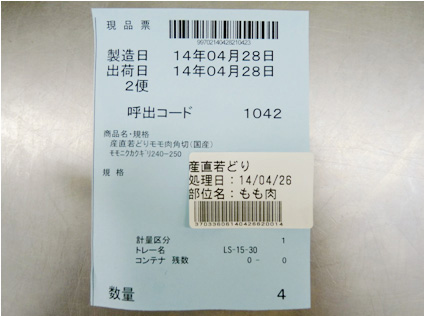 現品票
99702140428210423
製造日 14年04月28日
出荷日 14年04月28日
2便
呼出コード 1042
商品名・規格
産直若どりモモ肉角切(国産)
モモニクカクギリ240-250
規格
産直若どり
処理日:14/04/26
部位名:もも肉
37033608140428620014
計量区分 1
トレー名 LS-15-30
コンテナ 残数 0- 0
数量 4